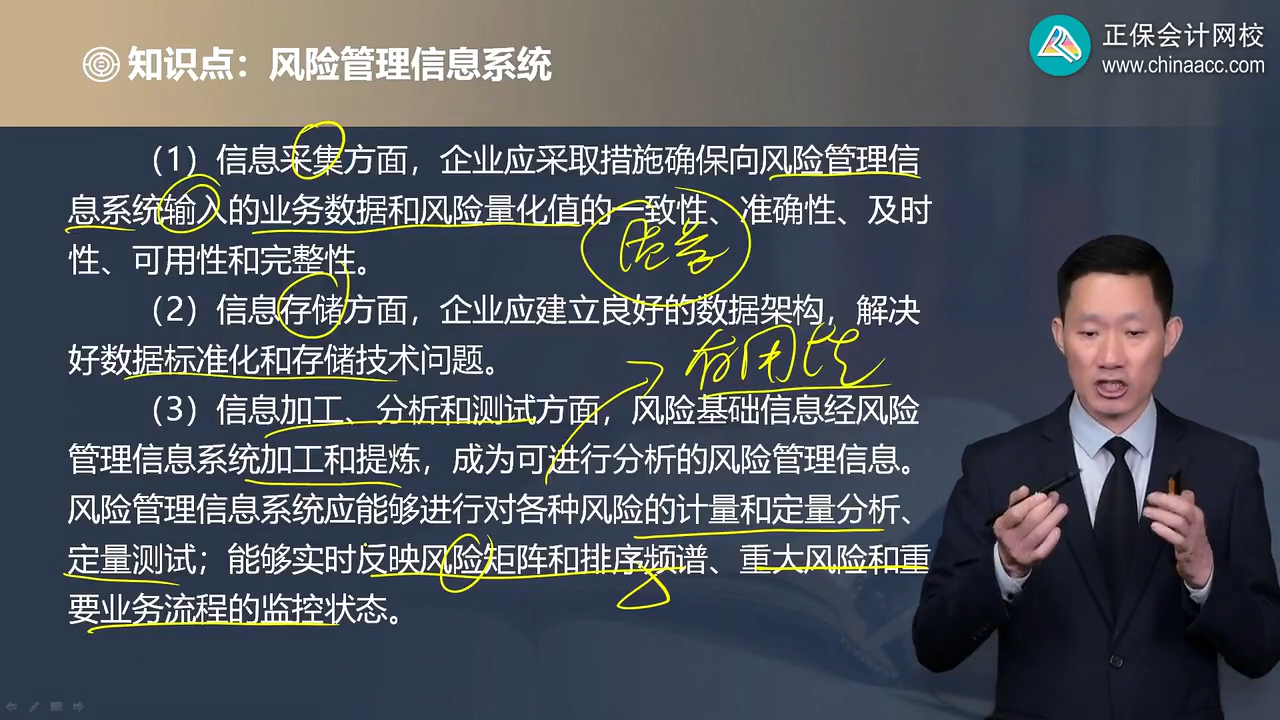 知识点：风险管理信息系统
正保会计网校
www.chinaacc.com
（1）信息采集方面，企业应采取措施确保向风险管理信
息系统输入的业务数据和风险量化值的一致性、准确性、及时
性、可用性和完整性。
（2）信息存储方面，企业应建立良好的数据架构，解决
好数据标准化和存储技术问题。
有用性
（3）信息加工、分析和测试方面，风险基础信息经风险
管理信息系统加工和提炼，成为可进行分析的风险管理信息。
风险管理信息系统应能够进行对各种风险的计量和定量分析、
定量测试；能够实时反映风险矩阵和排序频谱、重大风险和重
要业务流程的监控状态。